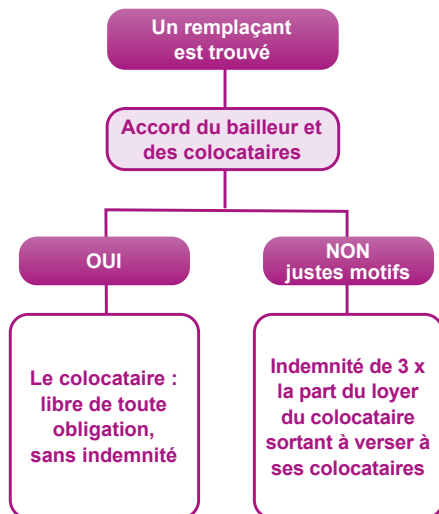 Un remplaçant
est trouvé
Accord du bailleur et
des colocataires
OUI
NON
justes motifs
Le colocataire :
libre de toute
obligation,
sans indemnité
Indemnité de 3 x
la part du loyer
du colocataire
sortant à verser à
ses colocataires